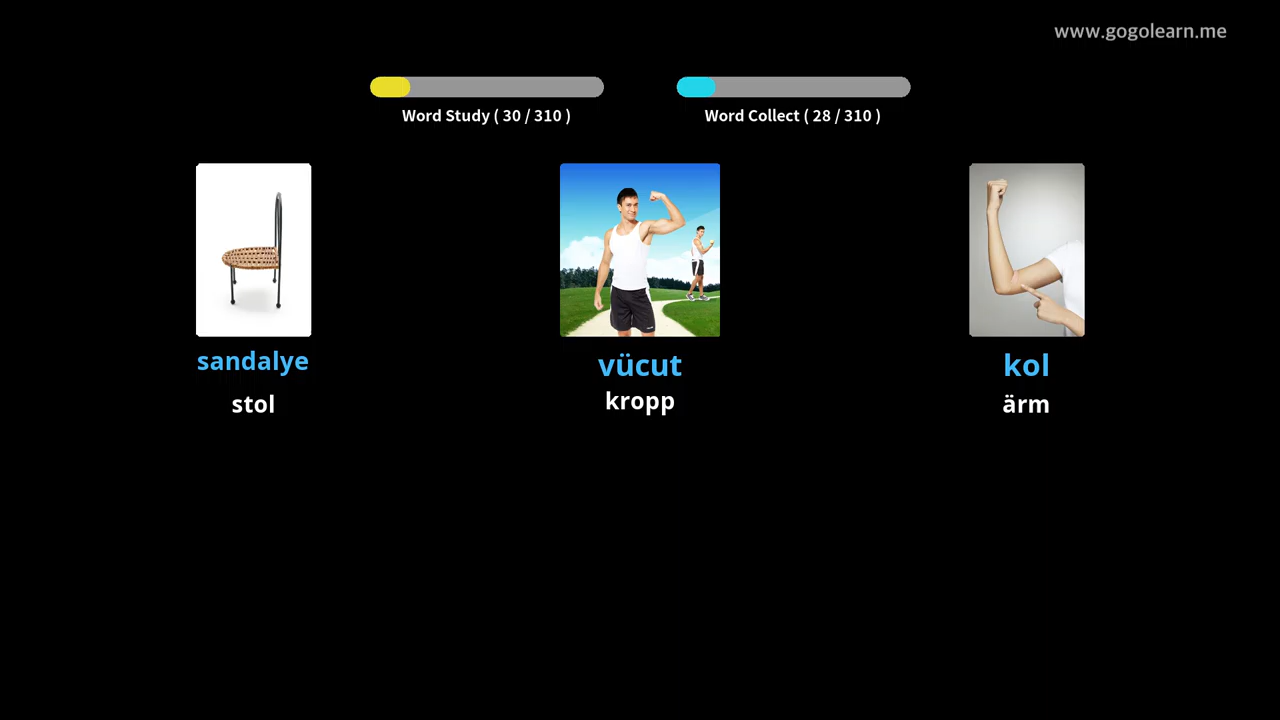 www.gogolearn.me
Word Study ( 30 / 310 )
Word Collect ( 28 / 310 )
sandalye
stol
vücut
kropp
kol
ärm